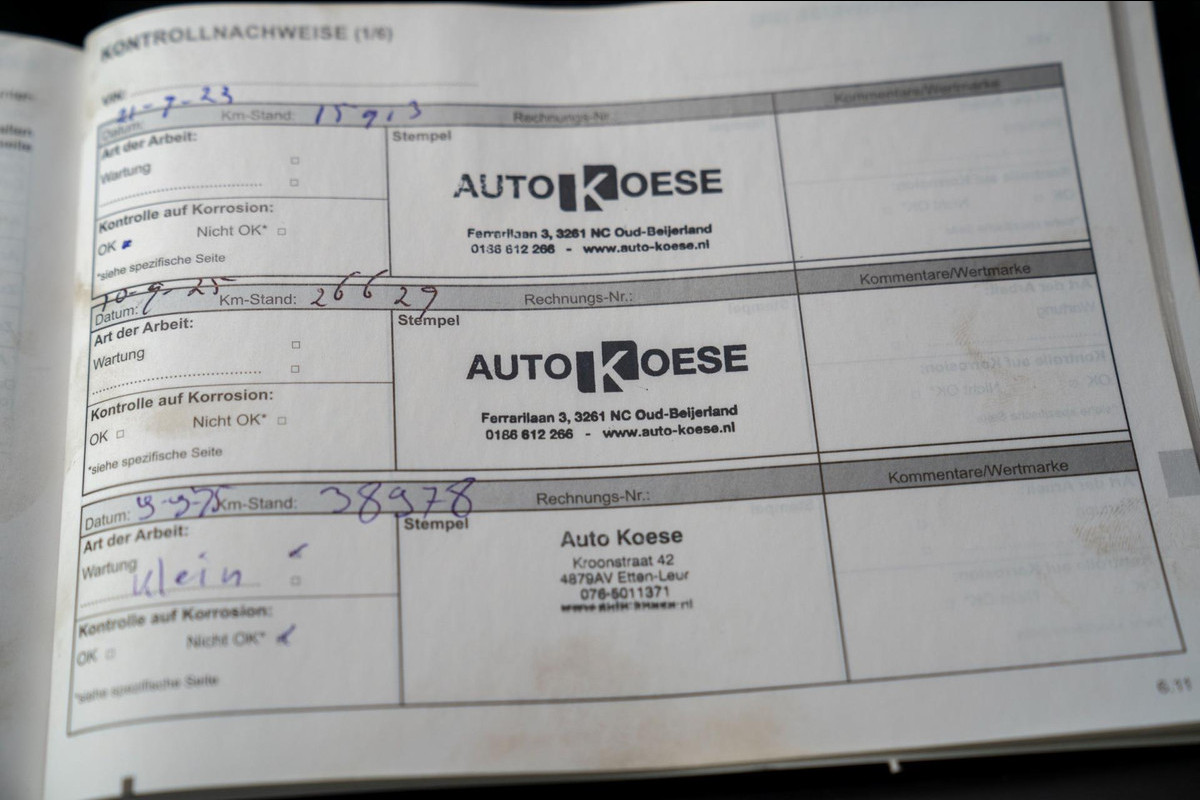 KONTROLLNACHWEISE (1/6)
VIN:
21-9-23
Datum: Km-Stand: 15913 Rechnungs-Nr. Kommentare/Wertmarke
Art der Arbeit:
Wartung
Stempel
AUTO KOESE
Ferrarilaan 3, 3261 NC Oud-Beijerland
0186 612 266 - www.auto-koese.nl
Kontrolle auf Korrosion:
OK Nicht OK*
*siehe spezifische Seite
Datum: Km-Stand: 26629 Rechnungs-Nr.: Kommentare/Wertmarke
Art der Arbeit:
Wartung
Stempel
AUTO KOESE
Ferrarilaan 3, 3261 NC Oud-Beijerland
0186 612 266 - www.auto-koese.nl
Kontrolle auf Korrosion:
OK Nicht OK*
*siehe spezifische Seite
Datum: Km-Stand: 38978 Rechnungs-Nr.: Kommentare/Wertmarke
Art der Arbeit:
Wartung
Klein
Stempel
Auto Koese
Kroonstraat 42
4879AV Etten-Leur
076-5011371
Kontrolle auf Korrosion:
OK Nicht OK*
*siehe spezifische Seite
6.11